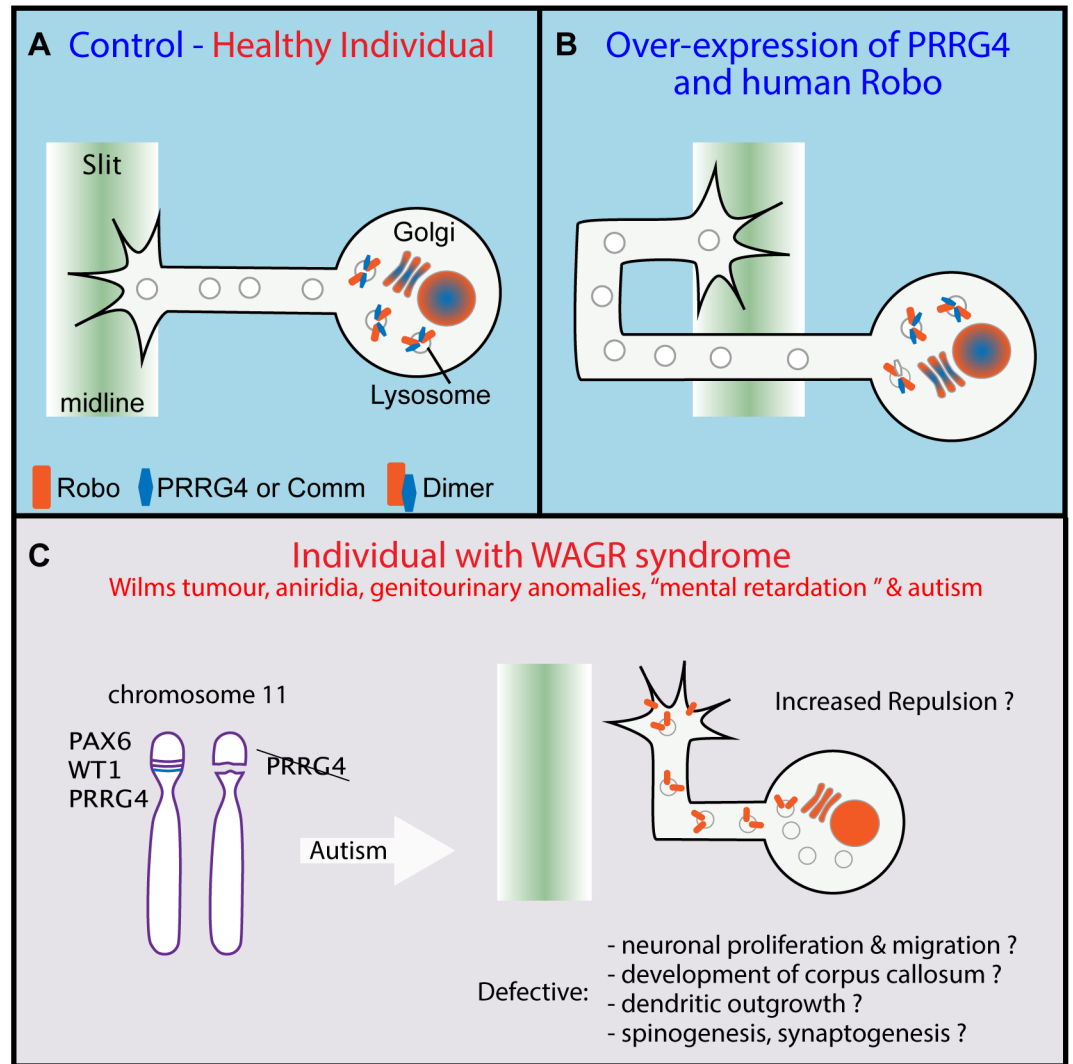 A Control - Healthy Individual
Slit
Golgi
midline
Lysosome
Robo
PRRG4 or Comm
Dimer
B Over-expression of PRRG4
and human Robo
C Individual with WAGR syndrome
Wilms tumour, aniridia, genitourinary anomalies, “mental retardation ” & autism
chromosome 11
PAX6
WT1
PRRG4
PRRG4
Autism
Increased Repulsion ?
Defective:
- neuronal proliferation & migration ?
- development of corpus callosum ?
- dendritic outgrowth ?
- spinogenesis, synaptogenesis ?